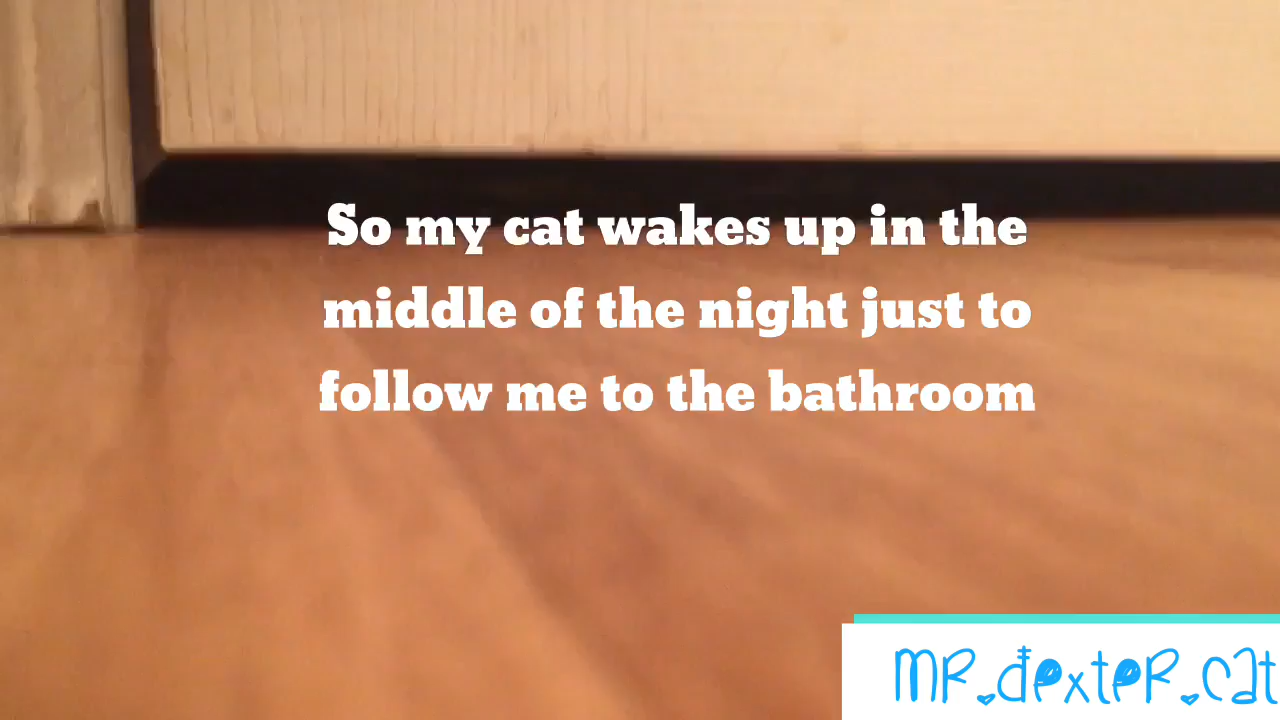 So my cat wakes up in the
middle of the night just to
follow me to the bathroom
MR.dexteR.cat